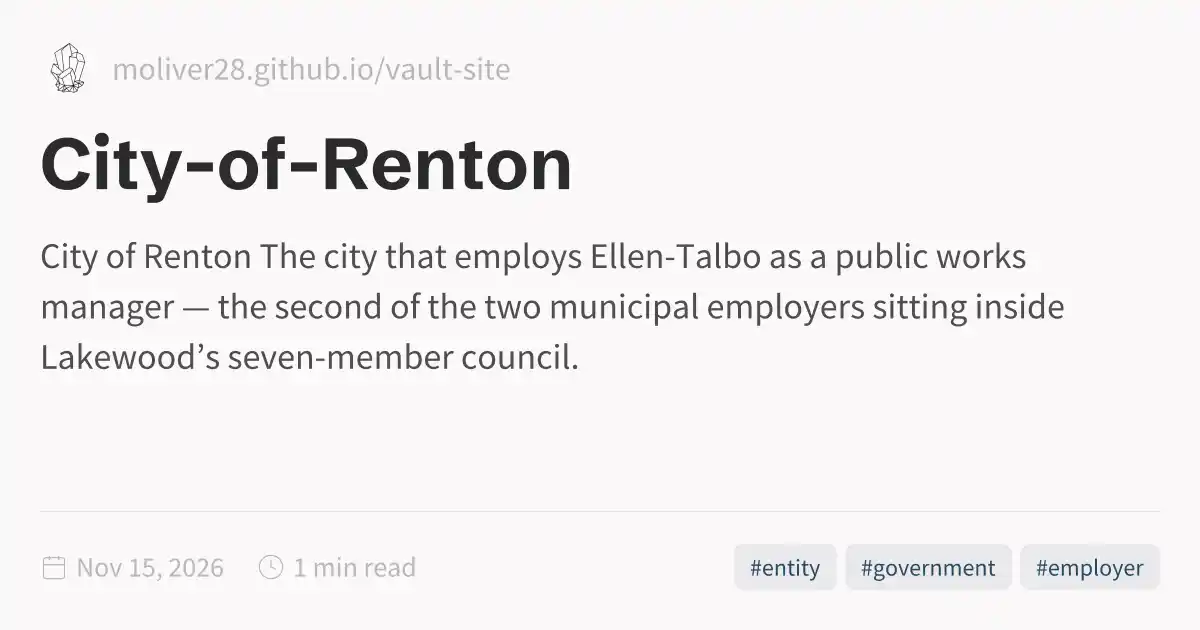 moliver28.github.io/vault-site
City-of-Renton
City of Renton The city that employs Ellen-Talbo as a public works
manager — the second of the two municipal employers sitting inside
Lakewood’s seven-member council.
Nov 15, 2026 1 min read #entity #government #employer